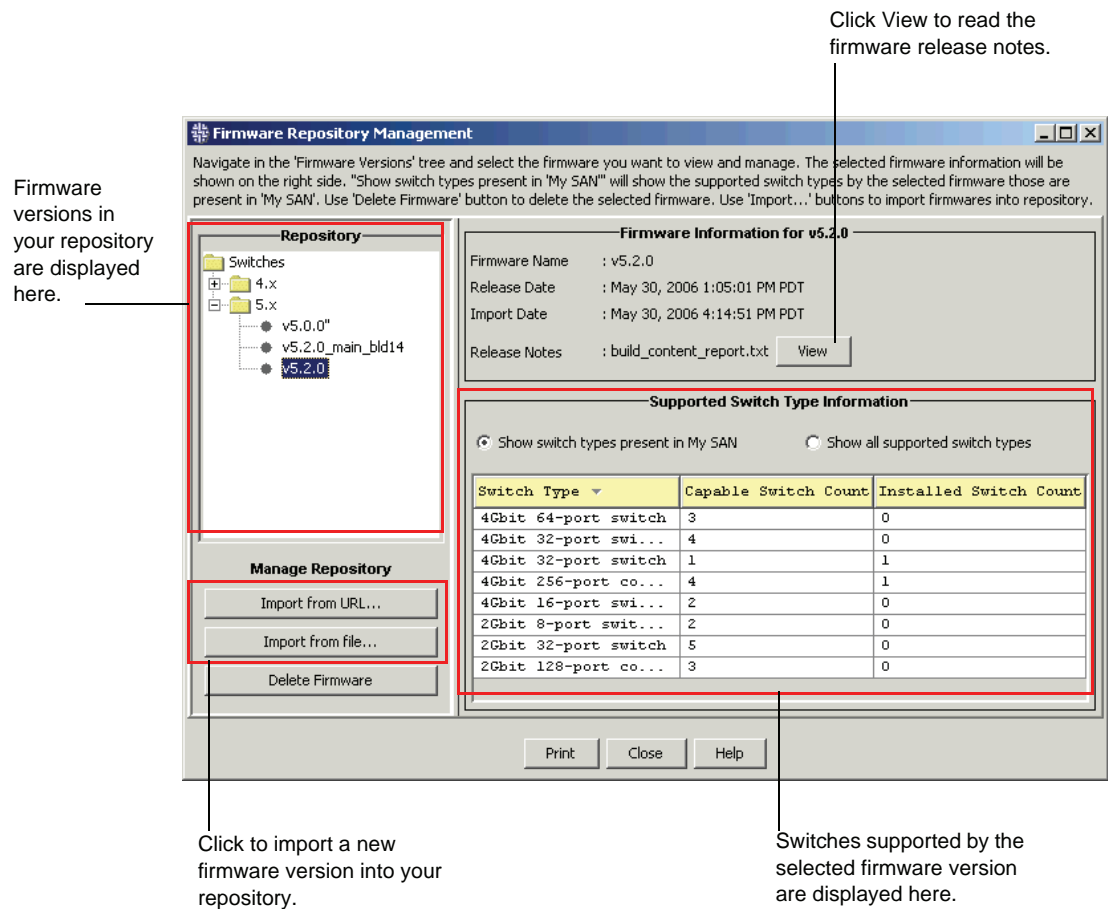 Click View to read the
firmware release notes.
Firmware Repository Management
Navigate in the 'Firmware Versions' tree and select the firmware you want to view and manage. The selected firmware information will be
shown on the right side. "Show switch types present in 'My SAN'" will show the supported switch types by the selected firmware those are
present in 'My SAN'. Use 'Delete Firmware' button to delete the selected firmware. Use 'Import...' buttons to import firmwares into repository.
Firmware
versions in
your repository
are displayed
here.
Repository
Switches
4.x
5.x
v5.0.0"
v5.2.0_main_bld14
v5.2.0
Manage Repository
Import from URL...
Import from file...
Delete Firmware
Firmware Information for v5.2.0
Firmware Name : v5.2.0
Release Date : May 30, 2006 1:05:01 PM PDT
Import Date : May 30, 2006 4:14:51 PM PDT
Release Notes : build_content_report.txt View
Supported Switch Type Information
Show switch types present in My SAN Show all supported switch types
Switch Type Capable Switch Count Installed Switch Count
4Gbit 64-port switch 3 0
4Gbit 32-port swi... 4 0
4Gbit 32-port switch 1 1
4Gbit 256-port co... 4 1
4Gbit 16-port swi... 2 0
2Gbit 8-port swit... 2 0
2Gbit 32-port switch 5 0
2Gbit 128-port co... 3 0
Print Close Help
Click to import a new
firmware version into your
repository.
Switches supported by the
selected firmware version
are displayed here.